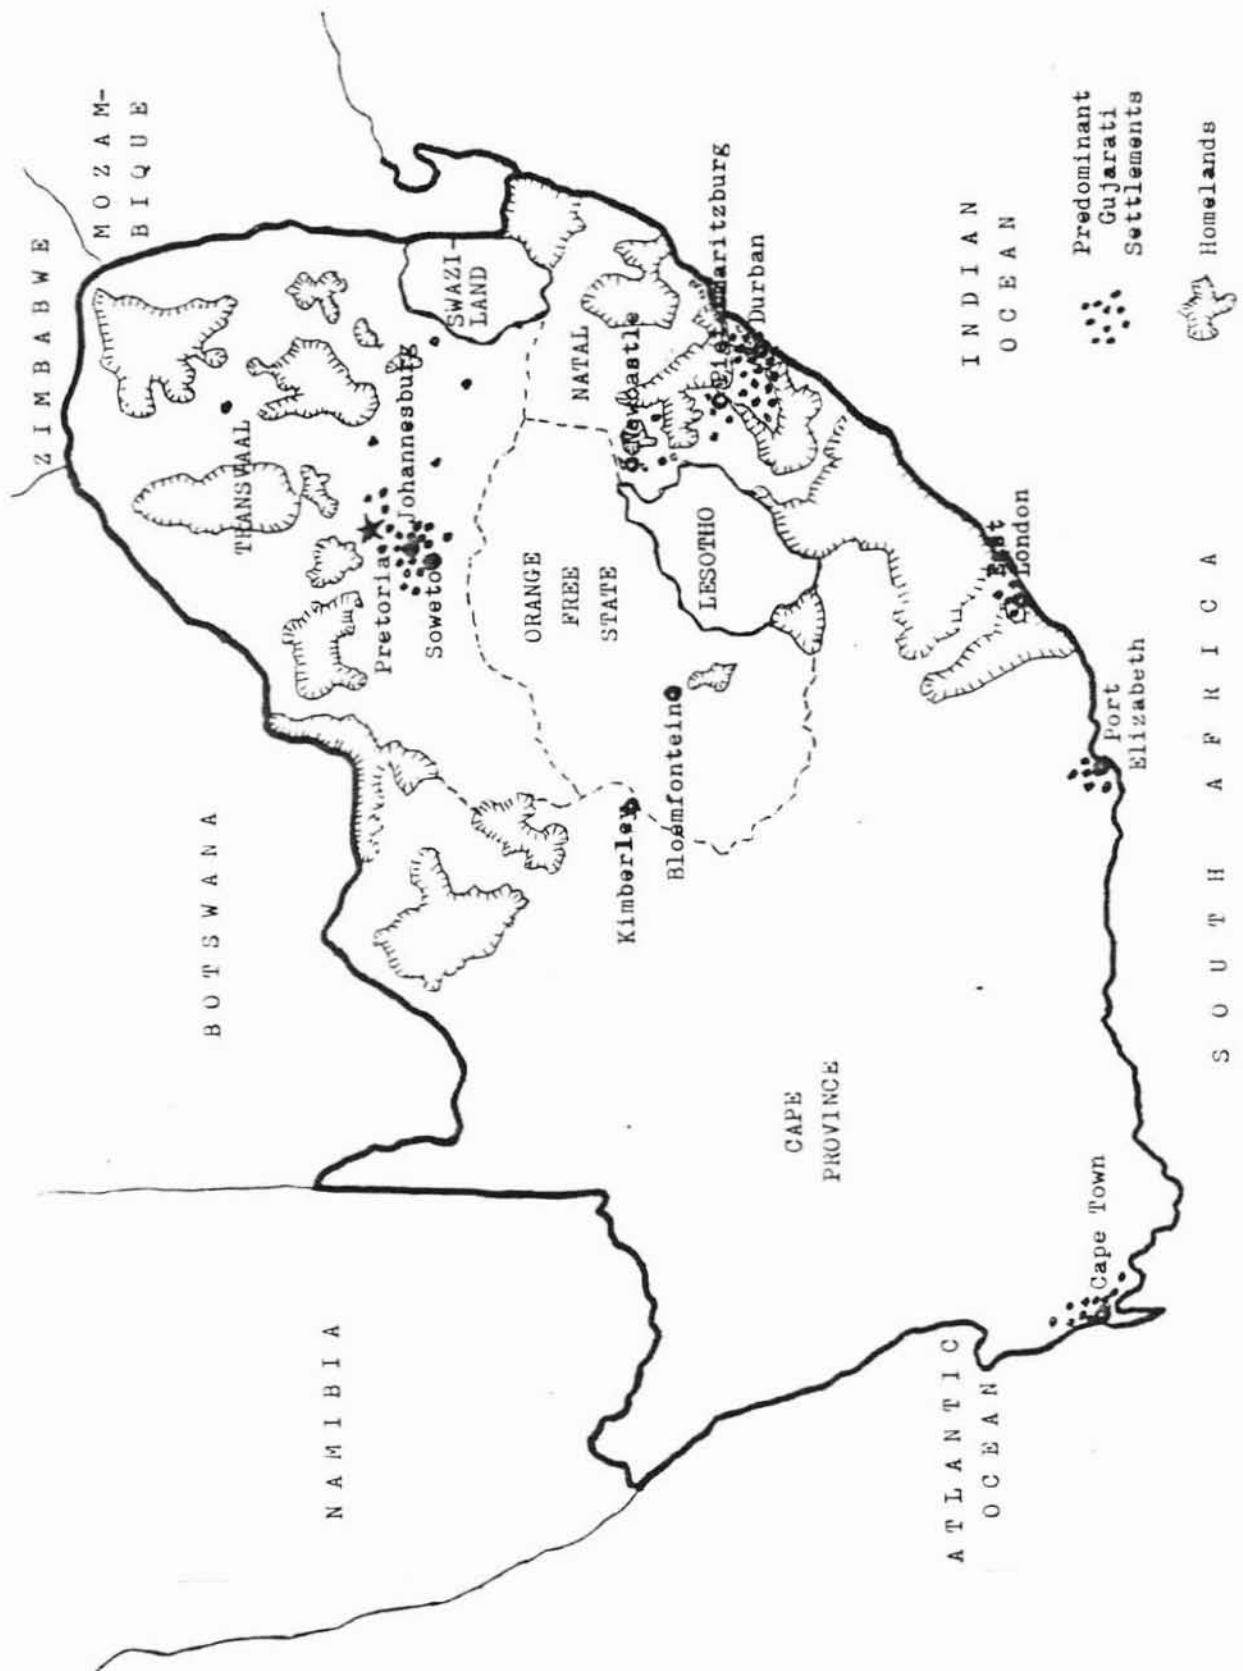 ZIMBABWE
MOZAM-
BIQUE
BOTSWANA
NAMIBIA
TRANSVAAL
Pretoria
Johannesburg
Soweto
SWAZI-
LAND
ORANGE
FREE
STATE
NATAL
Newcastle
Pietermaritzburg
Durban
LESOTHO
Kimberley
Bloemfontein
CAPE
PROVINCE
East
London
Port
Elizabeth
Cape Town
ATLANTIC
OCEAN
INDIAN
OCEAN
Predominant
Gujarati
Settlements
Homelands
SOUTH AFRICA